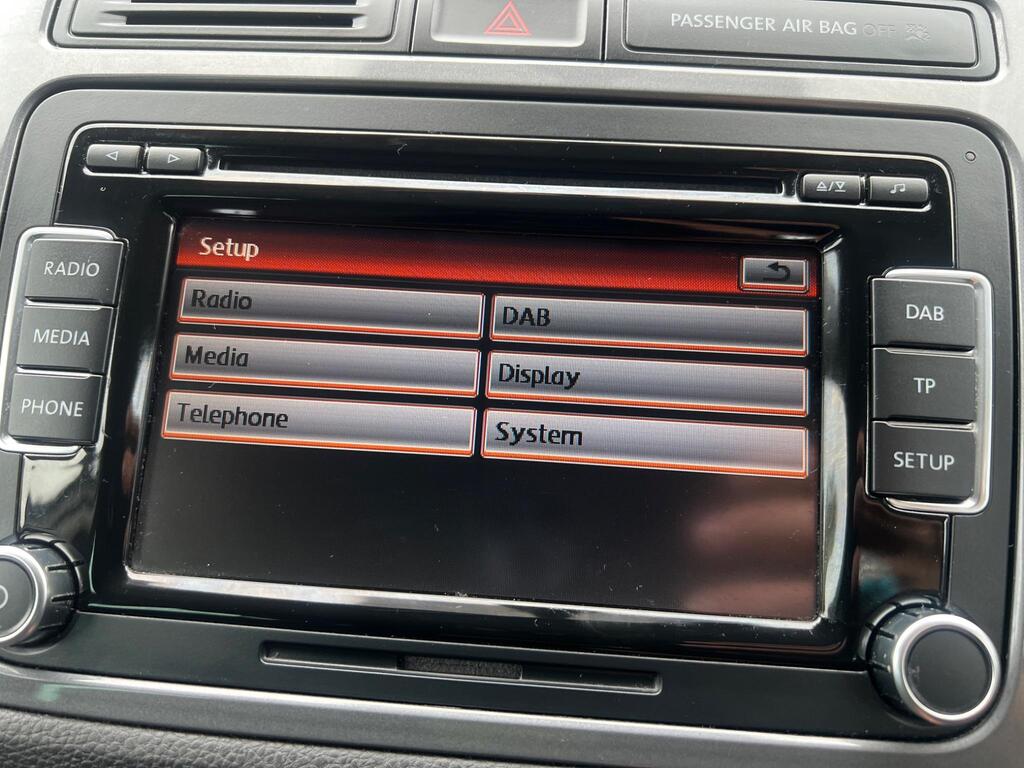 PASSENGER AIR BAG OFF
RADIO
MEDIA
PHONE
Setup
Radio
DAB
Media
Display
Telephone
System
DAB
TP
SETUP